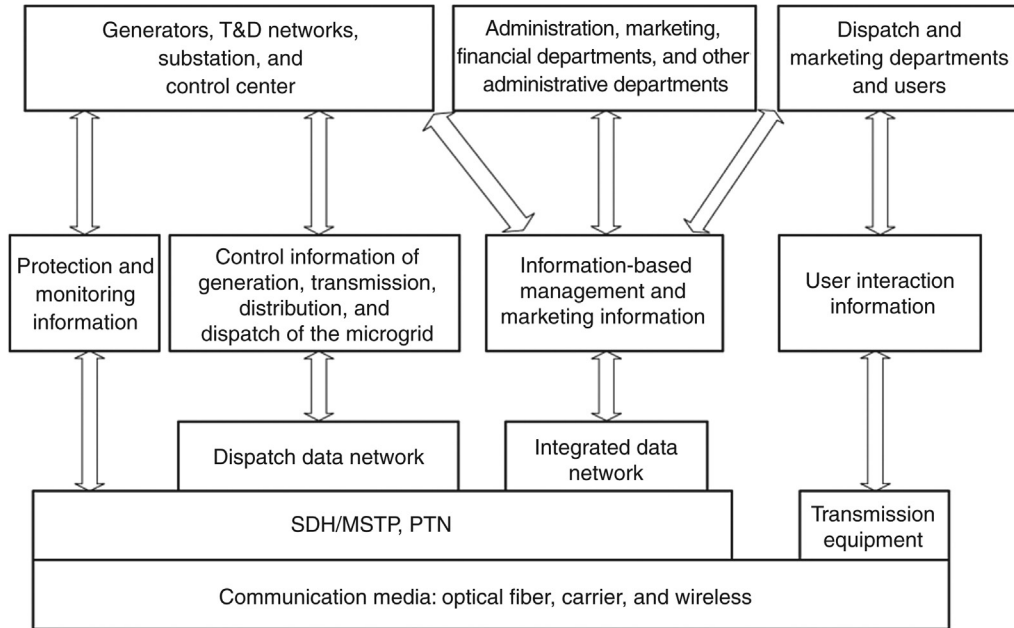 Generators, T&D networks,
substation, and
control center
Administration, marketing,
financial departments, and other
administrative departments
Dispatch and
marketing departments
and users
Protection and
monitoring
information
Control information of
generation, transmission,
distribution, and
dispatch of the microgrid
Information-based
management and
marketing information
User interaction
information
Dispatch data network
Integrated data
network
SDH/MSTP, PTN
Transmission
equipment
Communication media: optical fiber, carrier, and wireless